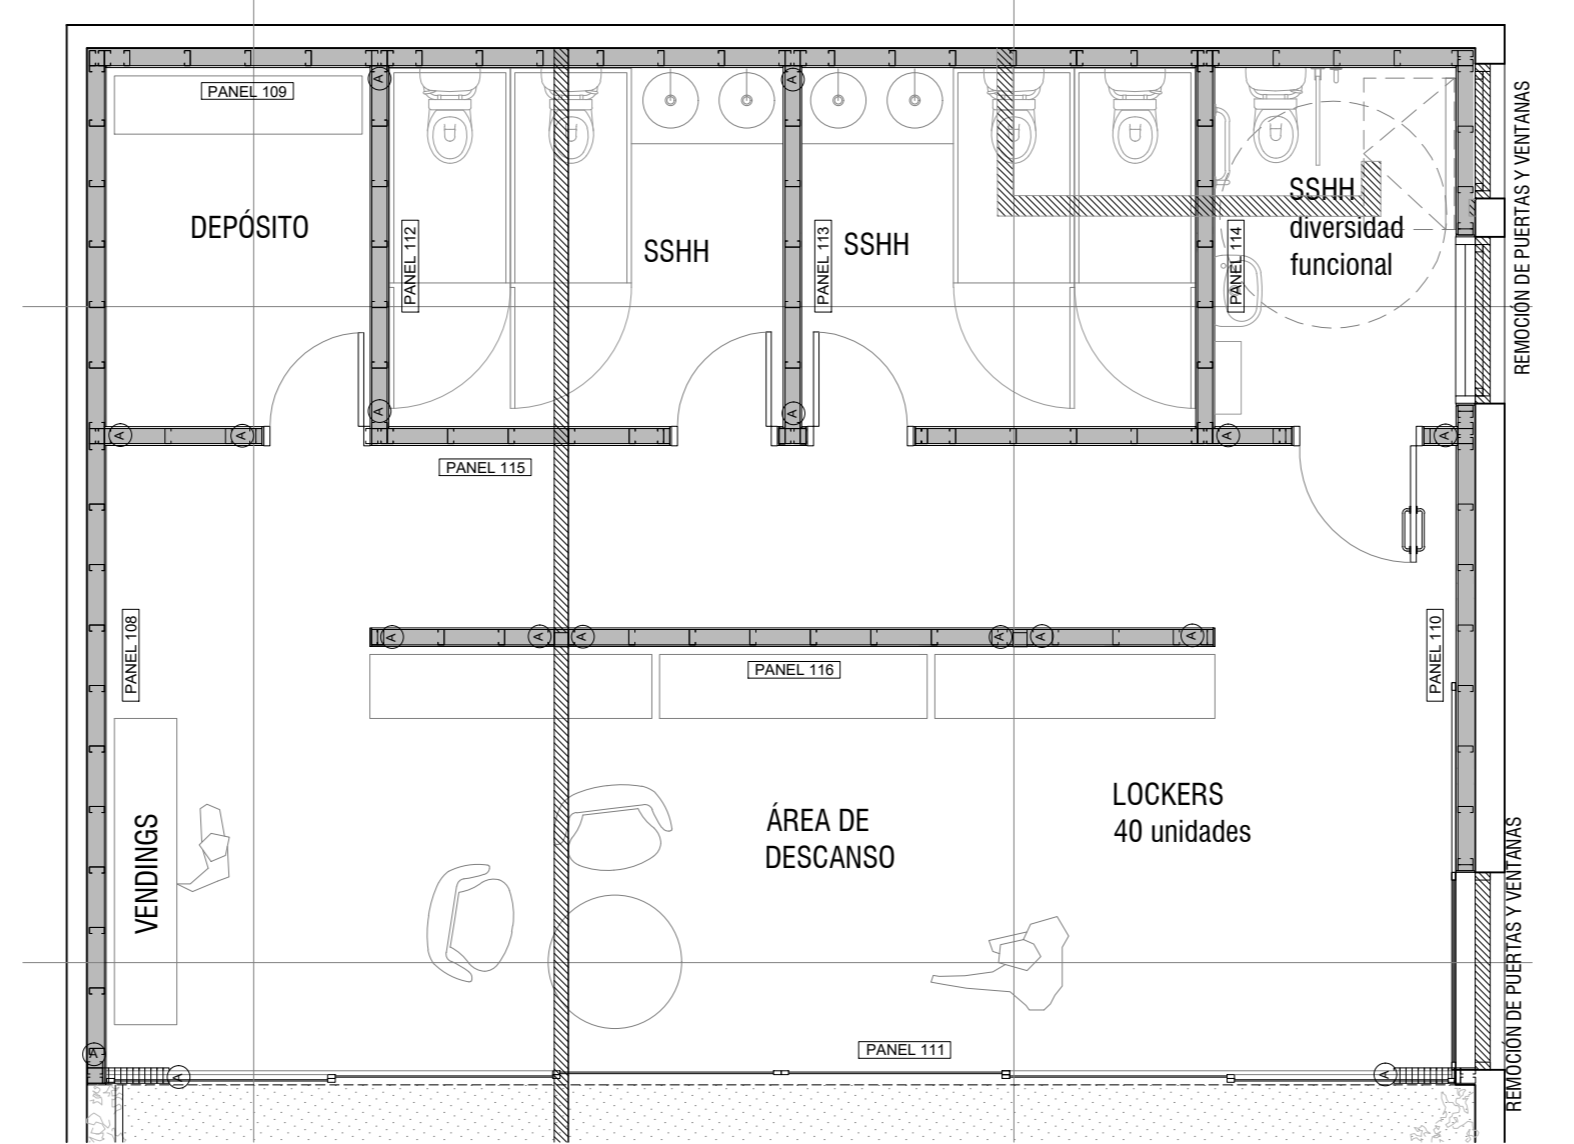 PANEL 109
REMOCIÓN DE PUERTAS Y VENTANAS
DEPÓSITO
PANEL 112
SSHH
PANEL 113
SSHH
PANEL 114
SSHH
diversidad
funcional
A
A
A
A
A
A
A
A
PANEL 115
PANEL 108
A
A
A
A
A
A
PANEL 110
PANEL 116
VENDINGS
ÁREA DE
DESCANSO
LOCKERS
40 unidades
REMOCIÓN DE PUERTAS Y VENTANAS
PANEL 111
A
A
A